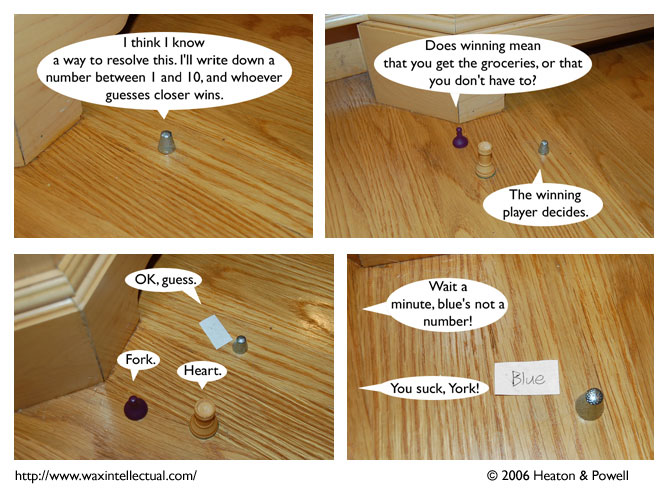 I think I know
a way to resolve this. I'll write down a
number between 1 and 10, and whoever
guesses closer wins.
Does winning mean
that you get the groceries, or that
you don't have to?
The winning
player decides.
OK, guess.
Fork.
Heart.
Wait a
minute, blue's not a
number!
You suck, York!
Blue
http://www.waxintellectual.com/
© 2006 Heaton & Powell